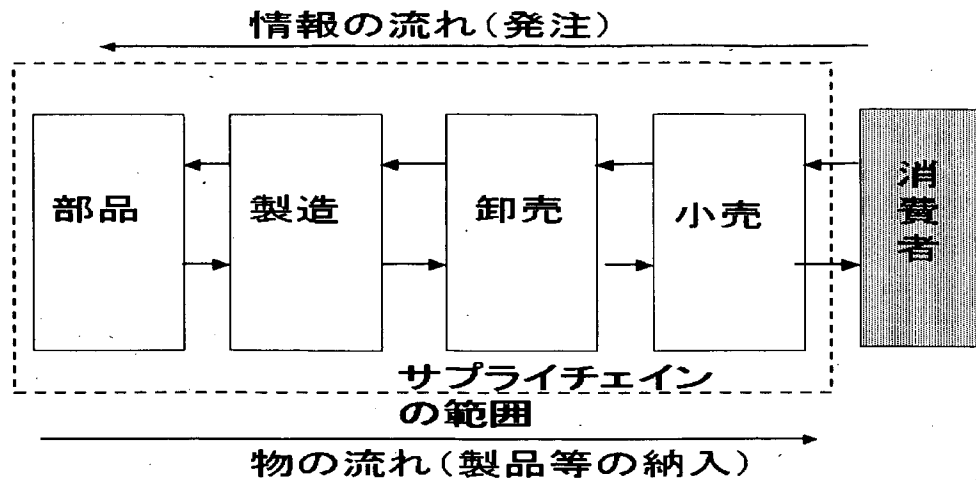 情報の流れ(発注)
部品
製造
卸売
小売
消費者
サプライチェイン
の範囲
物の流れ(製品等の納入)